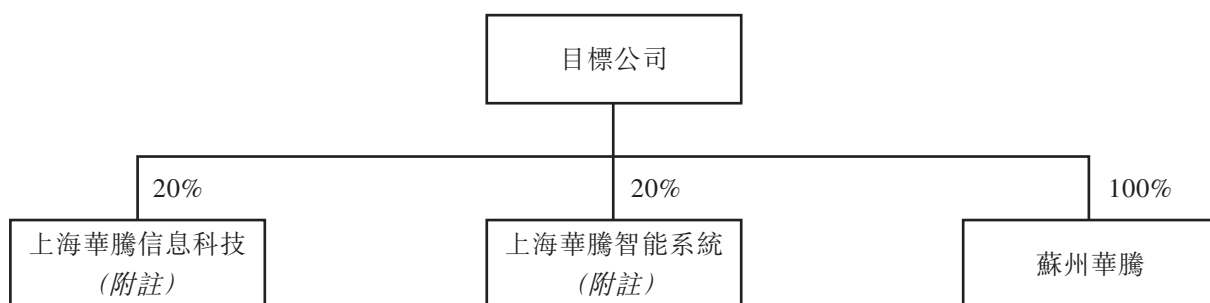 目標公司
20%
20%
100%
上海華騰信息科技
(附註)
上海華騰智能系統
(附註)
蘇州華騰